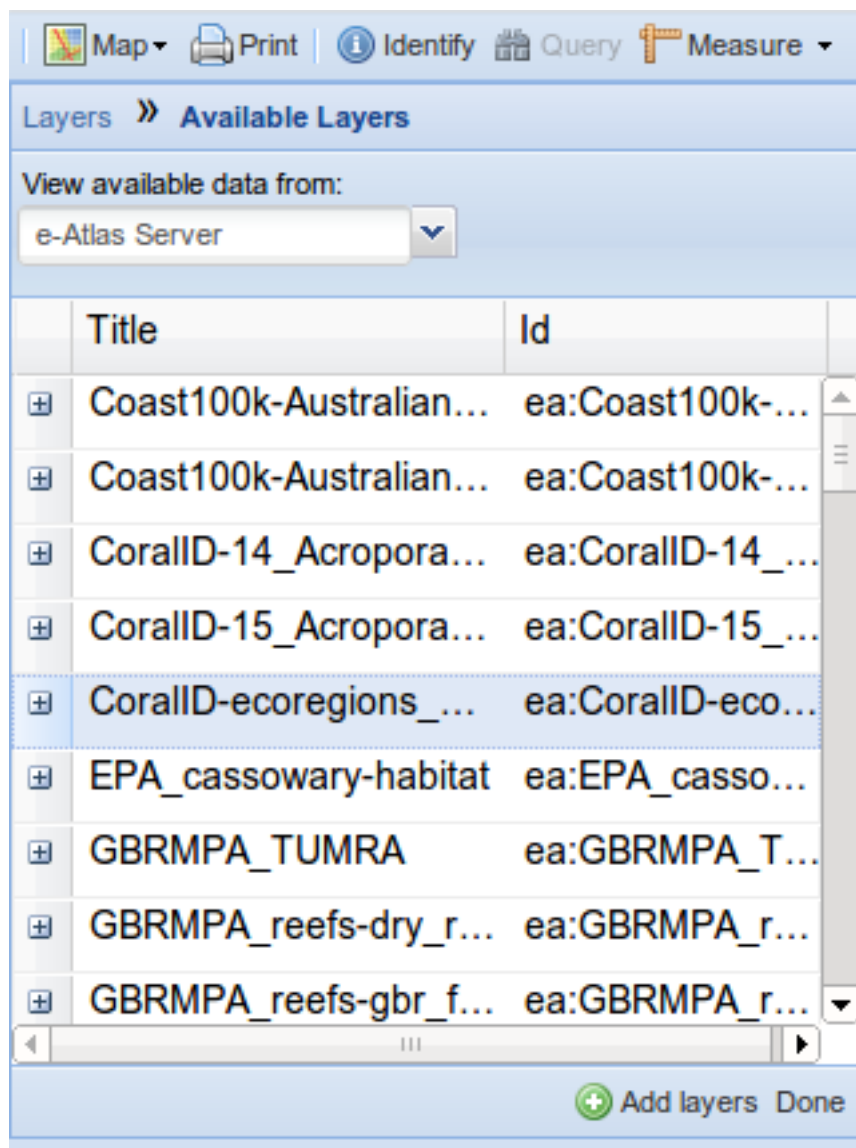 Map Print Identify Query Measure
Layers » Available Layers
View available data from:
e-Atlas Server
Title Id
Coast100k-Australian... ea:Coast100k-...
Coast100k-Australian... ea:Coast100k-...
CoralID-14_Acropora... ea:CoralID-14_...
CoralID-15_Acropora... ea:CoralID-15_...
CoralID-ecoregions_... ea:CoralID-eco...
EPA_cassowary-habitat ea:EPA_casso...
GBRMPA_TUMRA ea:GBRMPA_T...
GBRMPA_reefs-dry_r... ea:GBRMPA_r...
GBRMPA_reefs-gbr_f... ea:GBRMPA_r...
Add layers Done